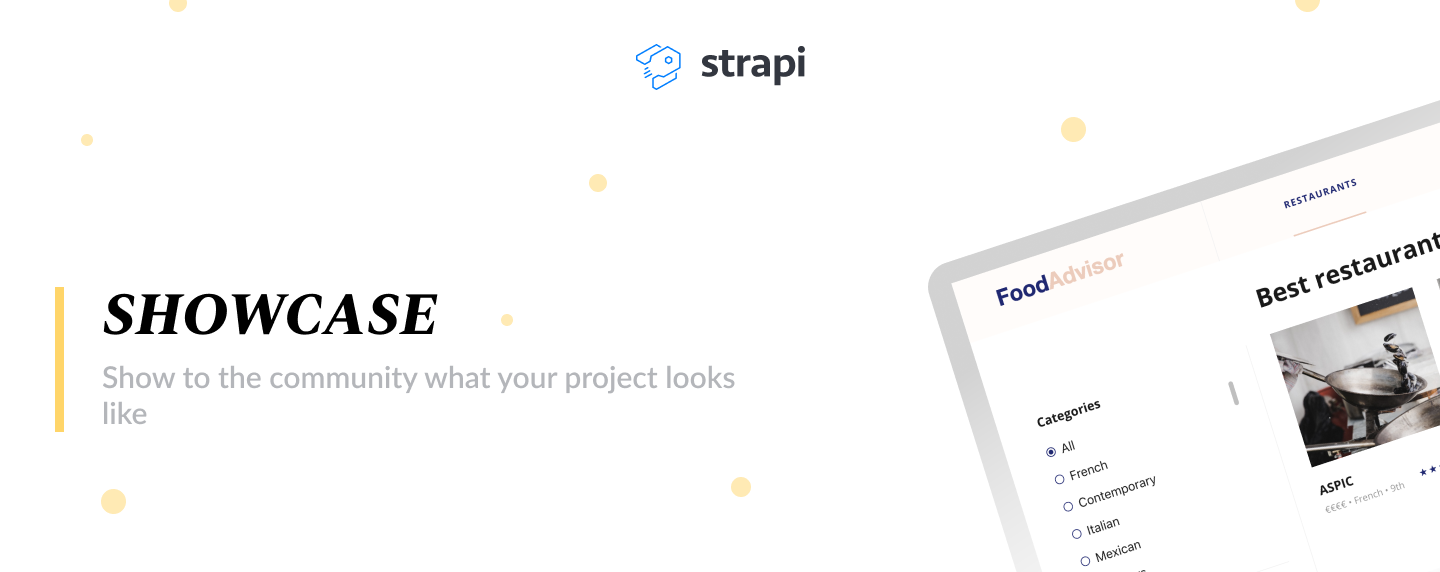 strapi
SHOWCASE
Show to the community what your project looks
like
RESTAURANTS
FoodAdvisor
Best restaurant
Categories
All
French
Contemporary
Italian
Mexican
ASPIC
€€€€ • French • 9th